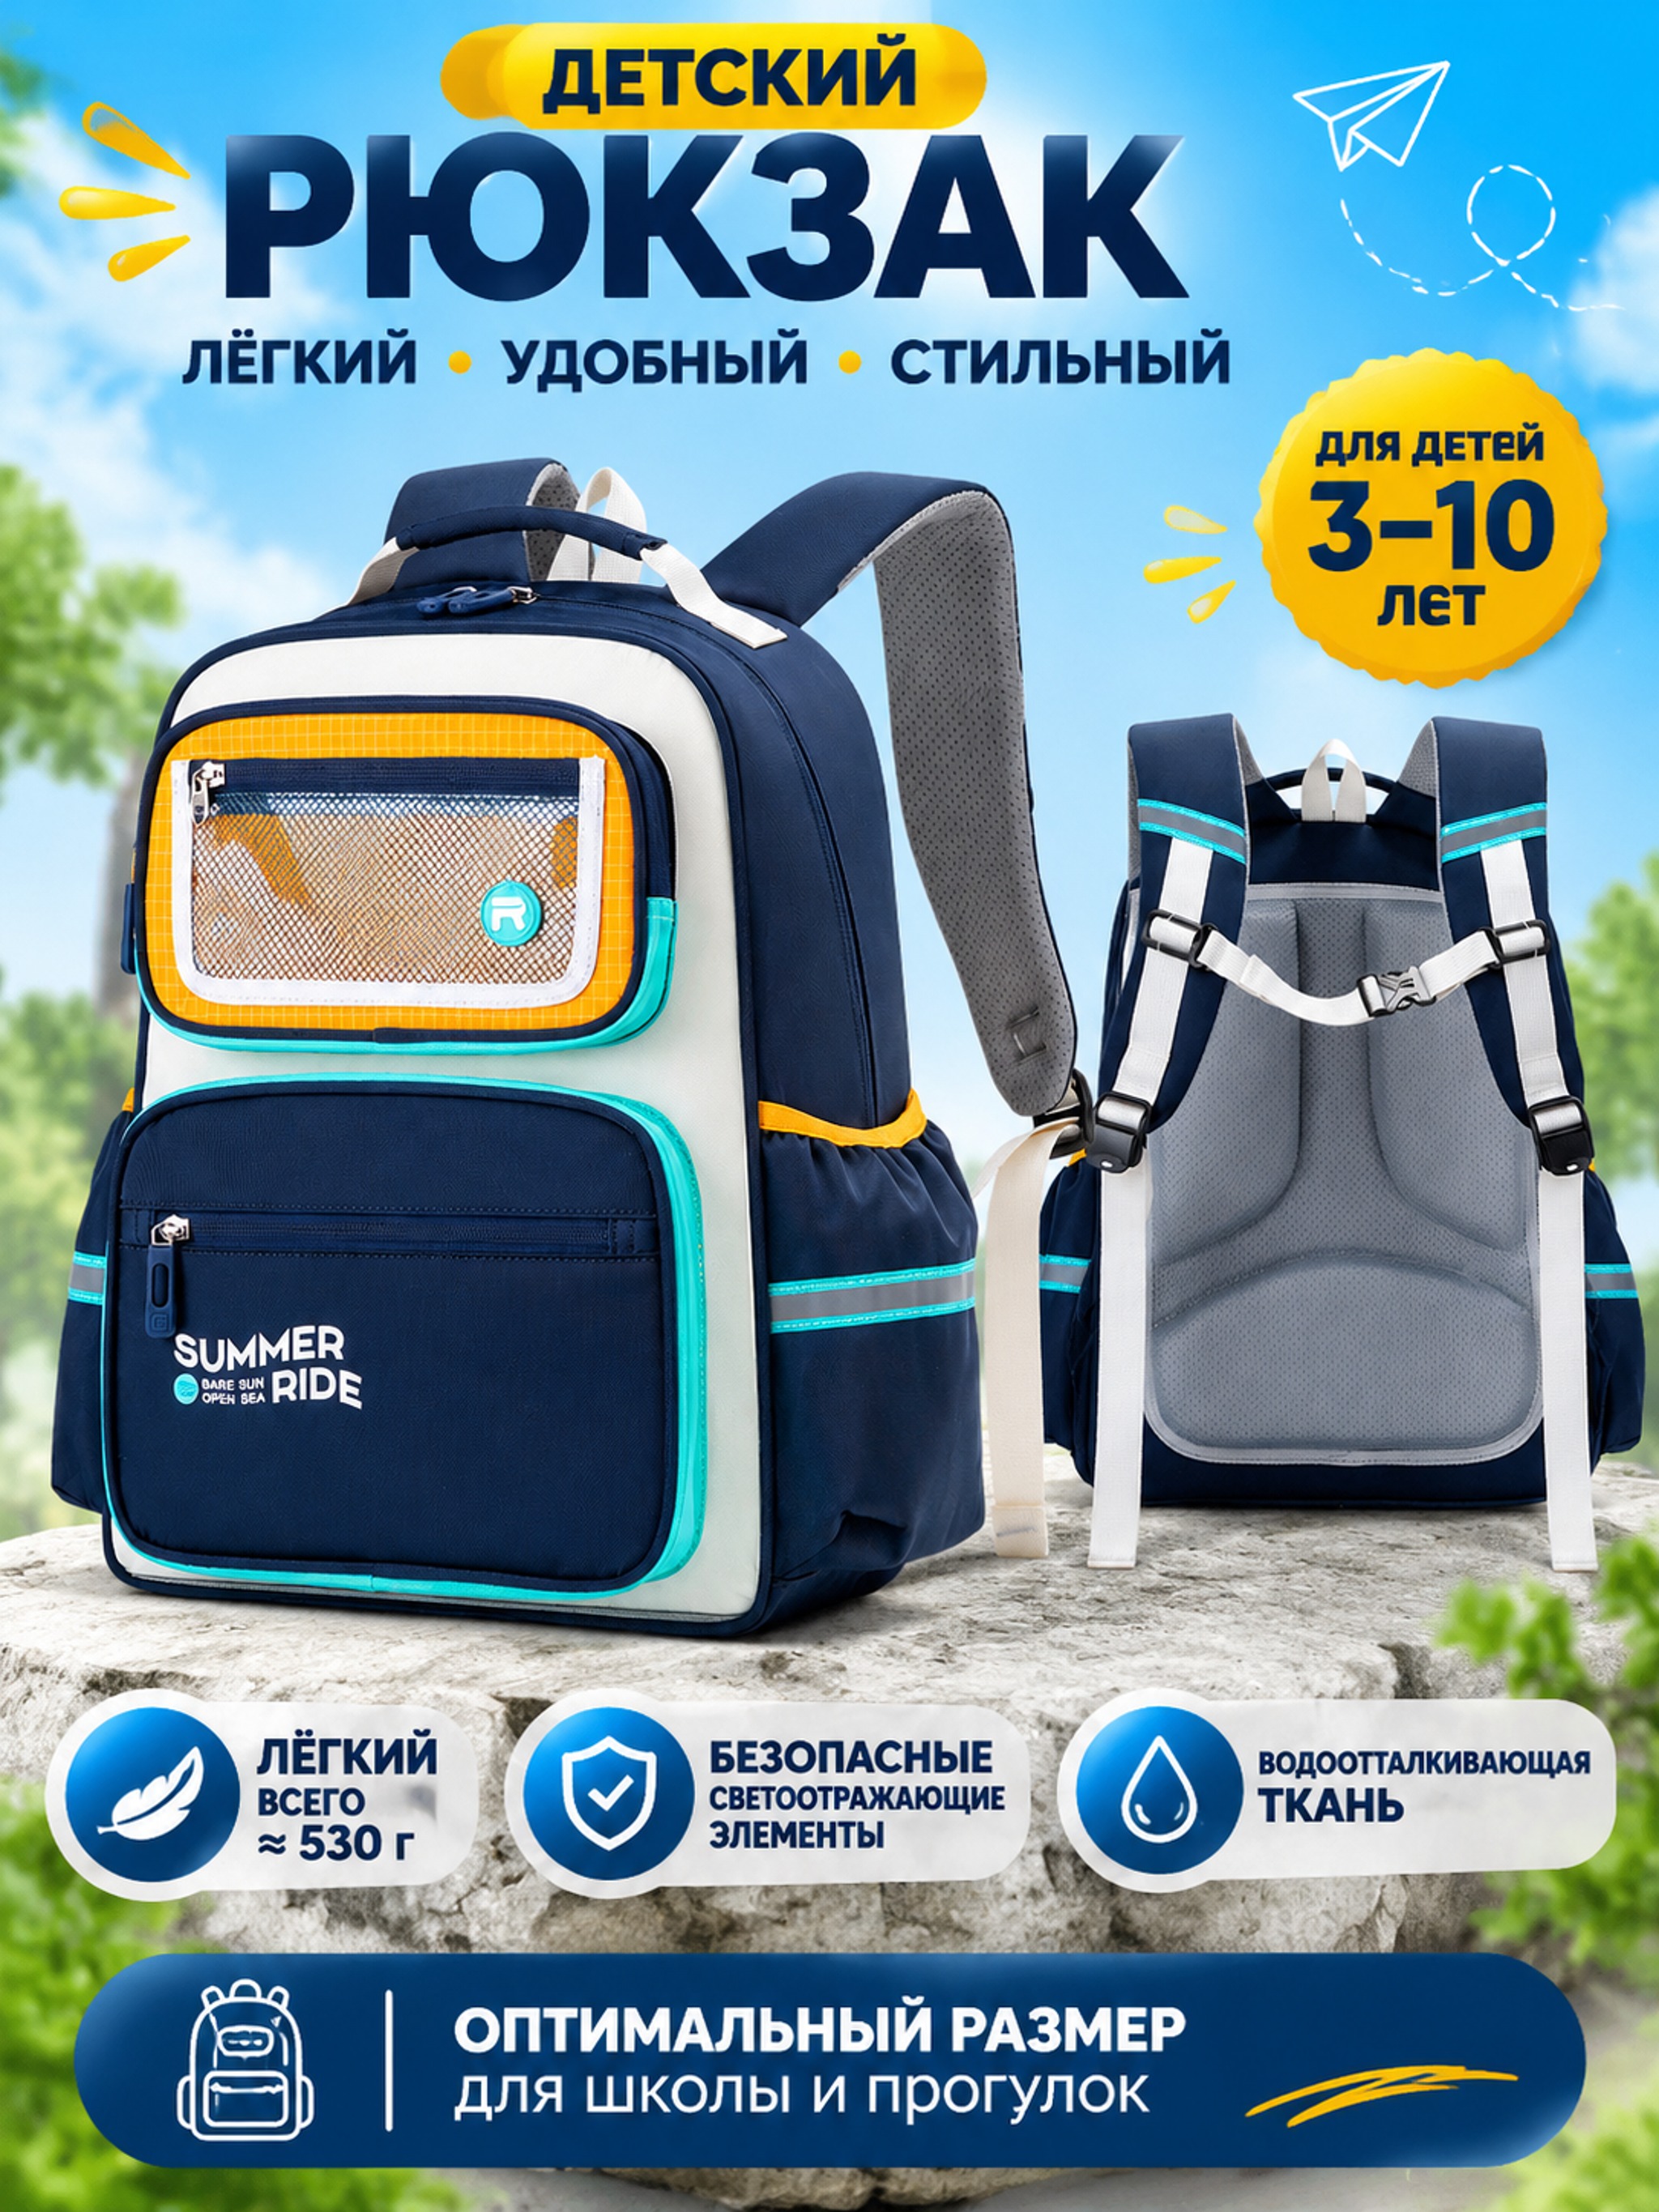 ДЕТСКИЙ
РЮКЗАК
ЛЁГКИЙ • УДОБНЫЙ • СТИЛЬНЫЙ
ДЛЯ ДЕТЕЙ
3–10
ЛЕТ
R
SUMMER
BARE SUN
OPEN SEA
RIDE
ЛЁГКИЙ
ВСЕГО
≈ 530 г
БЕЗОПАСНЫЕ
СВЕТООТРАЖАЮЩИЕ
ЭЛЕМЕНТЫ
ВОДООТТАЛКИВАЮЩАЯ
ТКАНЬ
ОПТИМАЛЬНЫЙ РАЗМЕР
для школы и прогулок